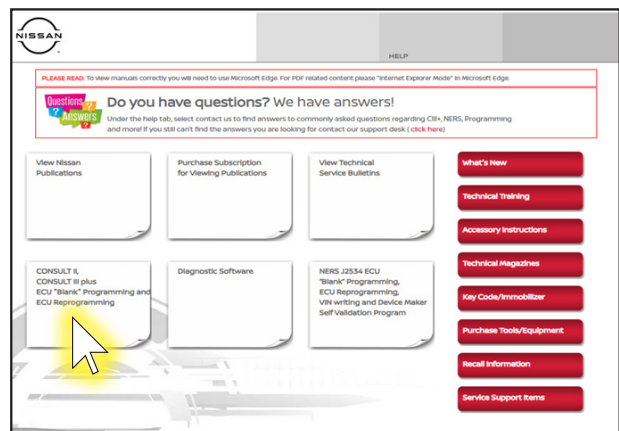 NISSAN
HELP
PLEASE READ: To view manuals correctly you will need to use Microsoft Edge. For PDF related content please "Internet Explorer Mode" in Microsoft Edge.
Questions
?
?
Answers
?
Do you have questions? We have answers!
Under the help tab, select contact us to find answers to commonly asked questions regarding CIII+, NERS, Programming
and more! If you still can't find the answers you are looking for contact our support desk ( click here)
View Nissan
Publications
Purchase Subscription
for Viewing Publications
View Technical
Service Bulletins
CONSULT II,
CONSULT III plus
ECU "Blank" Programming and
ECU Reprogramming
Diagnostic Software
NERS J2534 ECU
"Blank" Programming,
ECU Reprogramming,
VIN writing and Device Maker
Self Validation Program
What's New
Technical Training
Accessory Instructions
Technical Magazines
Key Code/Immobilizer
Purchase Tools/Equipment
Recall Information
Service Support Items